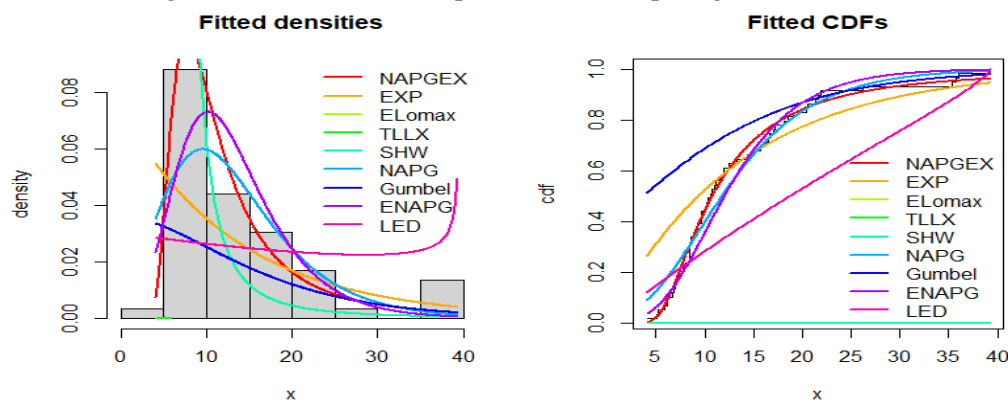 Fitted densities
density
0.00 0.02 0.04 0.06 0.08
NAPGEX
EXP
ELomax
TLLX
SHW
NAPG
Gumbel
ENAPG
LED
0 10 20 30 40
x
Fitted CDFs
cdf
0.0 0.2 0.4 0.6 0.8 1.0
NAPGEX
EXP
ELomax
TLLX
SHW
NAPG
Gumbel
ENAPG
LED
5 10 15 20 25 30 35 40
x